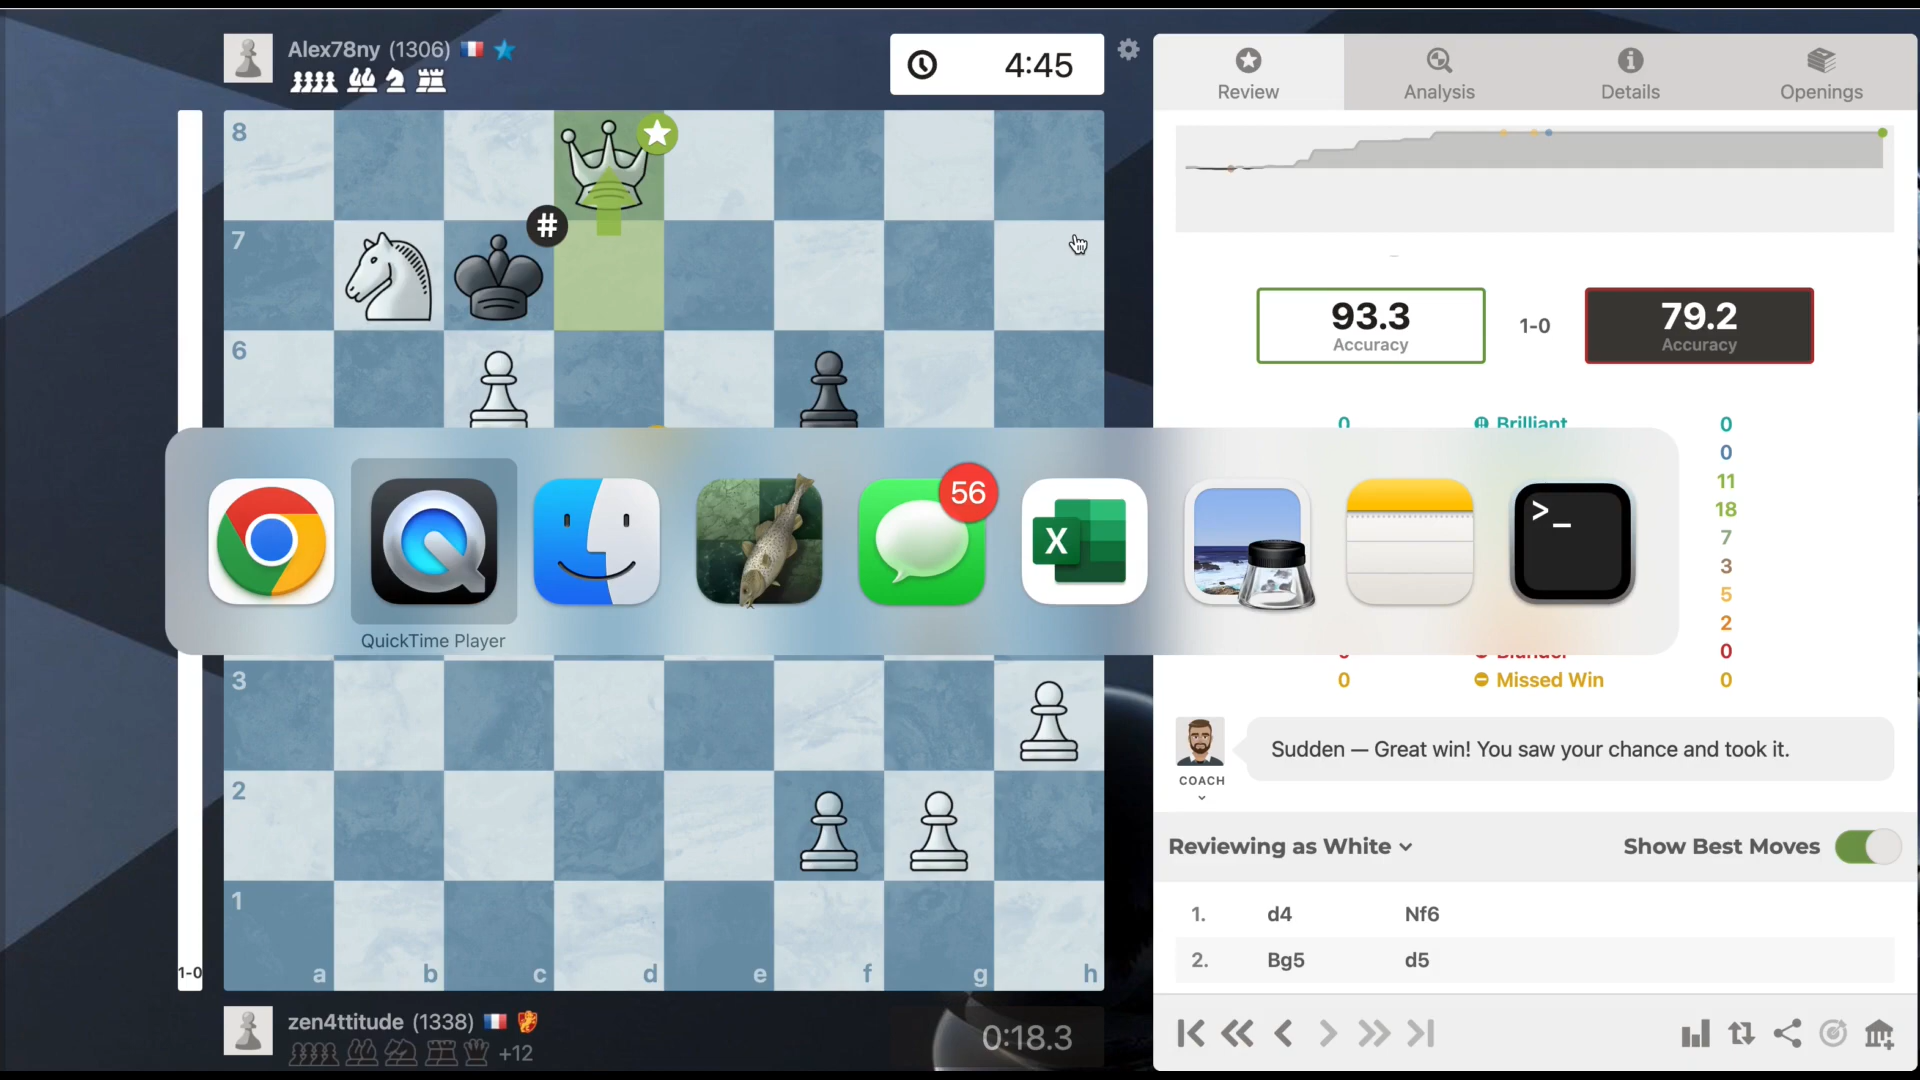 Alex78ny (1306)
4:45
Review
Analysis
Details
Openings
8
7
#
93.3
Accuracy
1-0
79.2
Accuracy
6
0 Brilliant 0
0
11
18
7
3
5
2
0
56
X
>_
QuickTime Player
0 Missed Win 0
3
Sudden — Great win! You saw your chance and took it.
COACH
2
Reviewing as White
Show Best Moves
1
1. d4 Nf6
2. Bg5 d5
1-0
a b c d e f g h
zen4ttitude (1338)
+12
0:18.3